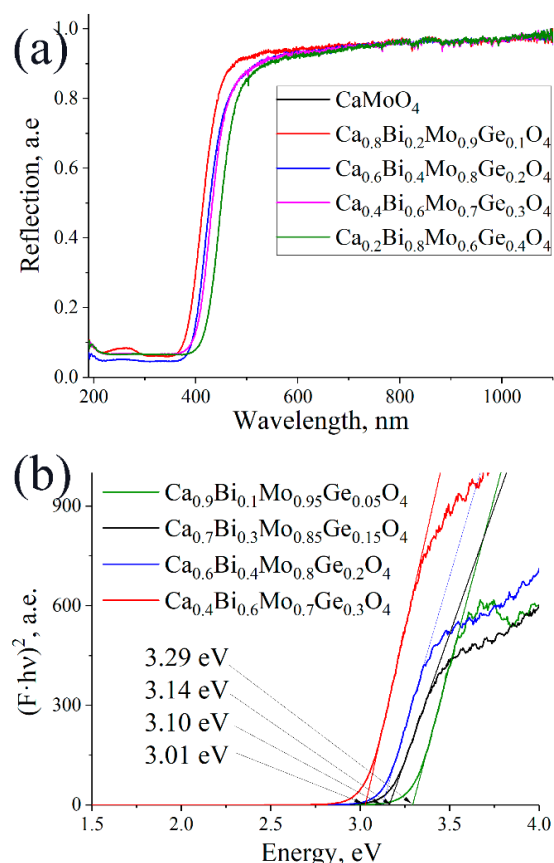 (a)
1.0
0.8
0.6
0.4
0.2
0.0
Reflection, a.e
CaMoO₄
Ca₀.₈Bi₀.₂Mo₀.₉Ge₀.₁O₄
Ca₀.₆Bi₀.₄Mo₀.₈Ge₀.₂O₄
Ca₀.₄Bi₀.₆Mo₀.₇Ge₀.₃O₄
Ca₀.₂Bi₀.₈Mo₀.₆Ge₀.₄O₄
200 400 600 800 1000
Wavelength, nm
(b)
900
600
300
0
(F·hν)², a.e.
Ca₀.₉Bi₀.₁Mo₀.₉₅Ge₀.₀₅O₄
Ca₀.₇Bi₀.₃Mo₀.₈₅Ge₀.₁₅O₄
Ca₀.₆Bi₀.₄Mo₀.₈Ge₀.₂O₄
Ca₀.₄Bi₀.₆Mo₀.₇Ge₀.₃O₄
3.29 eV
3.14 eV
3.10 eV
3.01 eV
1.5 2.0 2.5 3.0 3.5 4.0
Energy, eV